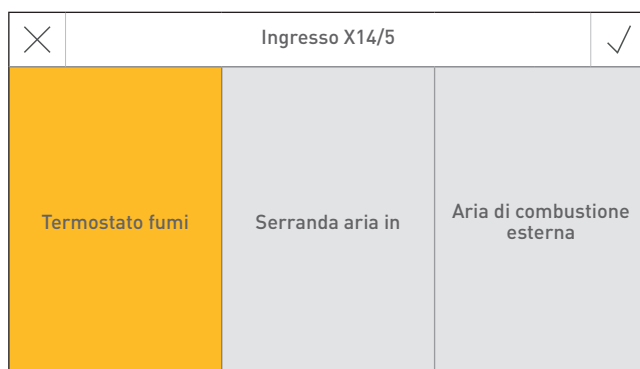 Ingresso X14/5
Termostato fumi
Serranda aria in
Aria di combustione
esterna